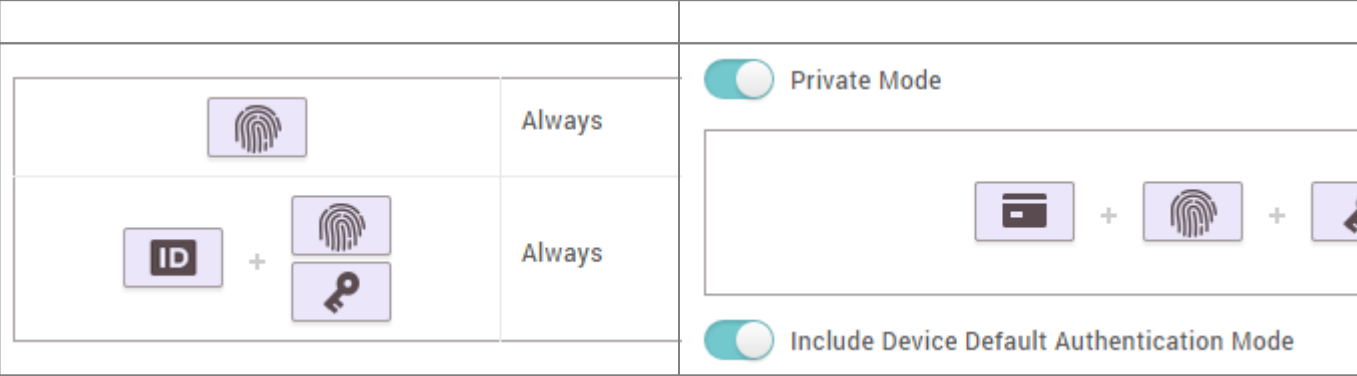 Always
ID
Always
Private Mode
Include Device Default Authentication Mode